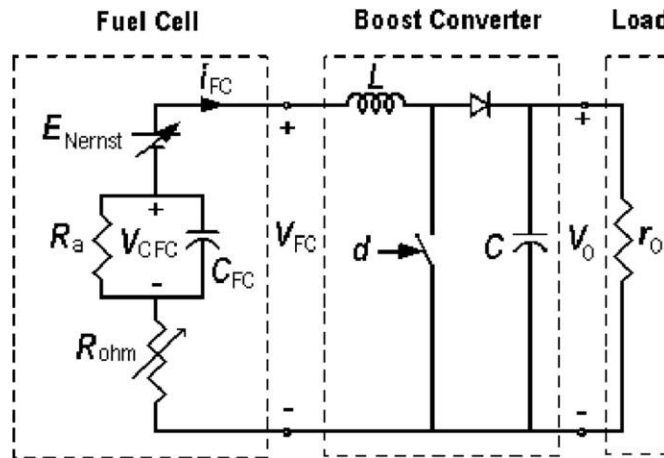 Fuel Cell Boost Converter Load
i_FC L
E_Nernst + +
+
R_a V_CFC C_FC V_FC d C V_o r_o
-
R_ohm
- -